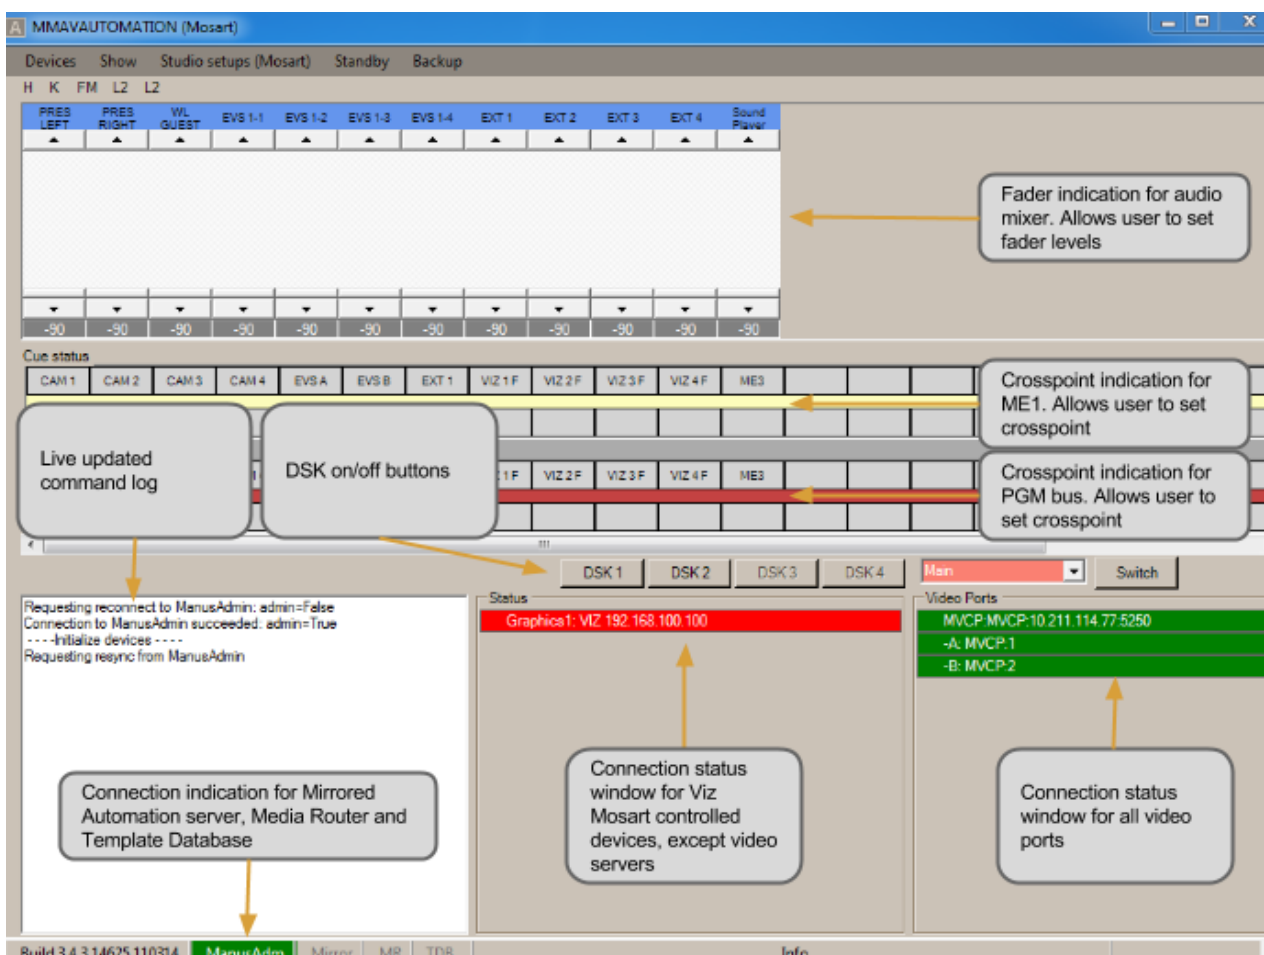 A MMAVAUTOMATION (Mosart)
Devices Show Studio setups (Mosart) Standby Backup
H K FM L2 L2
PRES LEFT PRES RIGHT WL GUEST EVS 1-1 EVS 1-2 EVS 1-3 EVS 1-4 EXT 1 EXT 2 EXT 3 EXT 4 Sound Player
Fader indication for audio
mixer. Allows user to set
fader levels
-90 -90 -90 -90 -90 -90 -90 -90 -90 -90 -90 -90
Cue status
CAM 1 CAM 2 CAM 3 CAM 4 EVS A EVS B EXT 1 VIZ 1 F VIZ 2 F VIZ 3 F VIZ 4 F ME3
Crosspoint indication for
ME1. Allows user to set
crosspoint
Live updated
command log
DSK on/off buttons
1 F VIZ 2 F VIZ 3 F VIZ 4 F ME3
Crosspoint indication for
PGM bus. Allows user to
set crosspoint
DSK 1 DSK 2 DSK 3 DSK 4 Main Switch
Requesting reconnect to ManusAdmin: admin=False
Connection to ManusAdmin succeeded: admin=True
- - - -Initialize devices - - - -
Requesting resync from ManusAdmin
Status
Graphics1: VIZ 192.168.100.100
Video Ports
MVCP:MVCP:10.211.114.77:5250
-A: MVCP:1
-B: MVCP:2
Connection indication for Mirrored
Automation server, Media Router and
Template Database
Connection status
window for Viz
Mosart controlled
devices, except video
servers
Connection status
window for all video
ports
Build 3.4.3.14625.110314 ManusAdm Mirror MR TDB Info